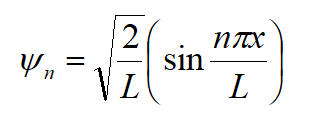 ψₙ = √(2/L) (sin nπx/L)